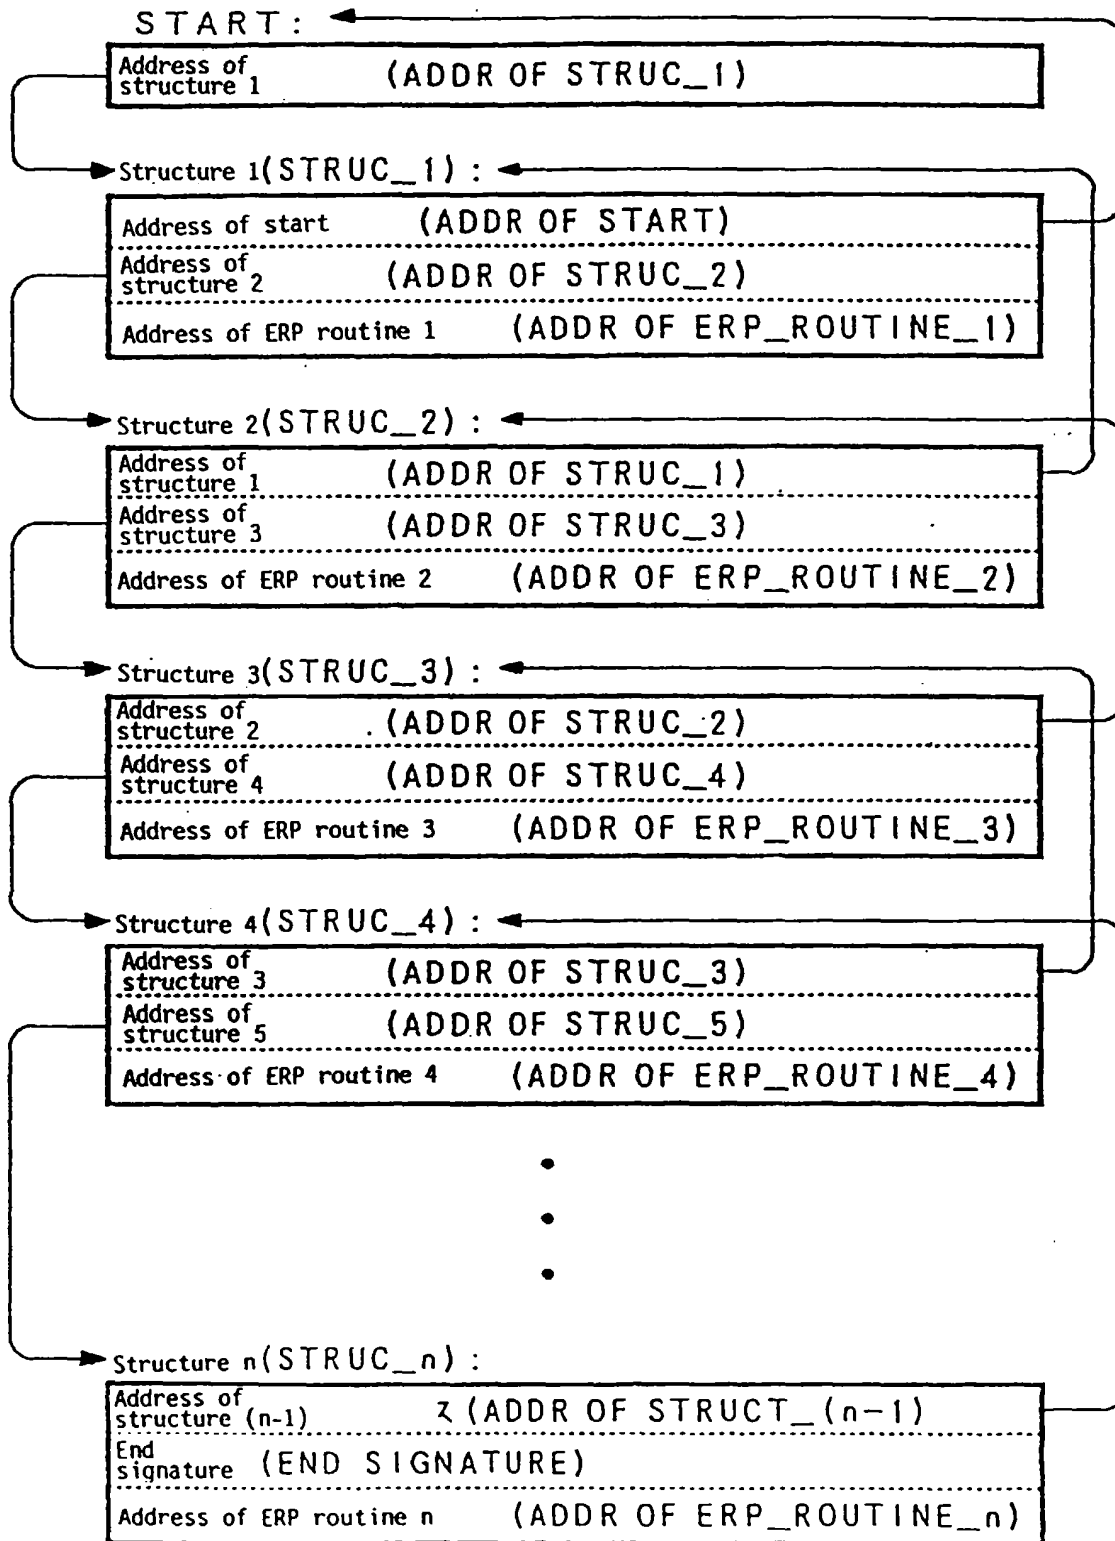 START:
Address of
structure 1 (ADDR OF STRUC_1)
Structure 1(STRUC_1) :
Address of start (ADDR OF START)
Address of
structure 2 (ADDR OF STRUC_2)
Address of ERP routine 1 (ADDR OF ERP_ROUTINE_1)
Structure 2(STRUC_2) :
Address of
structure 1 (ADDR OF STRUC_1)
Address of
structure 3 (ADDR OF STRUC_3)
Address of ERP routine 2 (ADDR OF ERP_ROUTINE_2)
Structure 3(STRUC_3) :
Address of
structure 2 (ADDR OF STRUC_2)
Address of
structure 4 (ADDR OF STRUC_4)
Address of ERP routine 3 (ADDR OF ERP_ROUTINE_3)
Structure 4(STRUC_4) :
Address of
structure 3 (ADDR OF STRUC_3)
Address of
structure 5 (ADDR OF STRUC_5)
Address of ERP routine 4 (ADDR OF ERP_ROUTINE_4)
Structure n(STRUC_n) :
Address of
structure (n-1) (ADDR OF STRUCT_(n-1)
End
signature (END SIGNATURE)
Address of ERP routine n (ADDR OF ERP_ROUTINE_n)